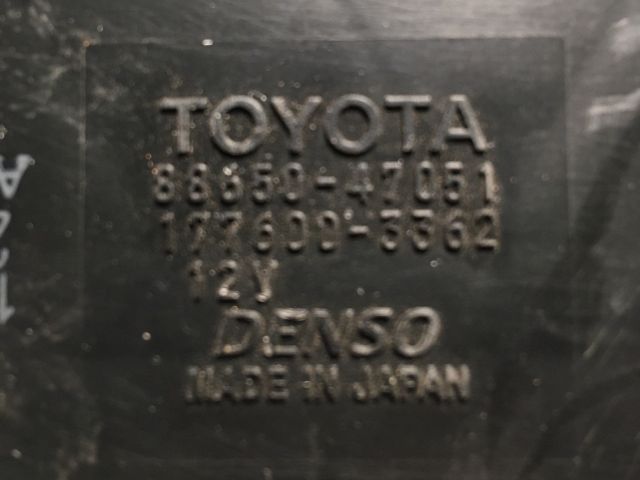 TOYOTA
88650-47051
177600-3362
12V
DENSO
MADE IN JAPAN